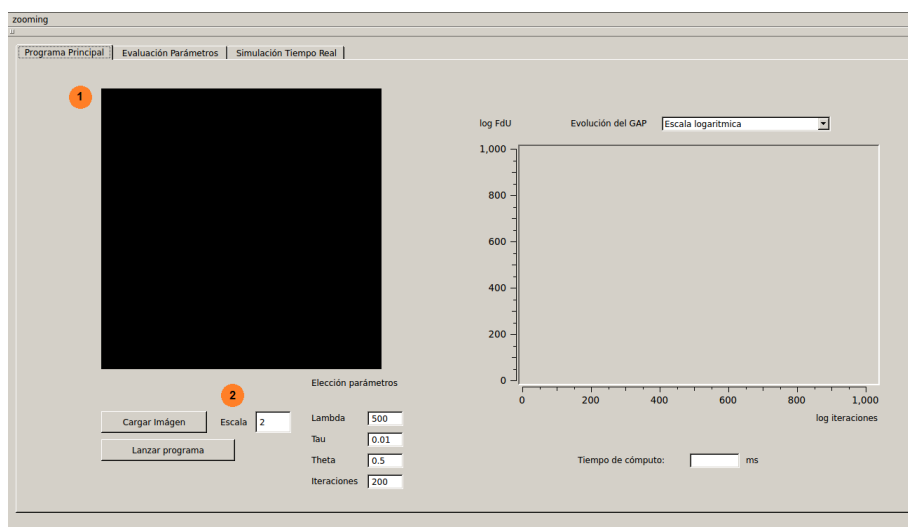 zooming
Programa Principal Evaluación Parámetros Simulación Tiempo Real
1
log FdU Evolución del GAP Escala logaritmica
1,000
800
600
400
200
0
0 200 400 600 800 1,000
log iteraciones
Elección parámetros
2
Cargar Imágen Escala 2 Lambda 500
Tau 0.01
Lanzar programa
Theta 0.5
Tiempo de cómputo: ms
Iteraciones 200